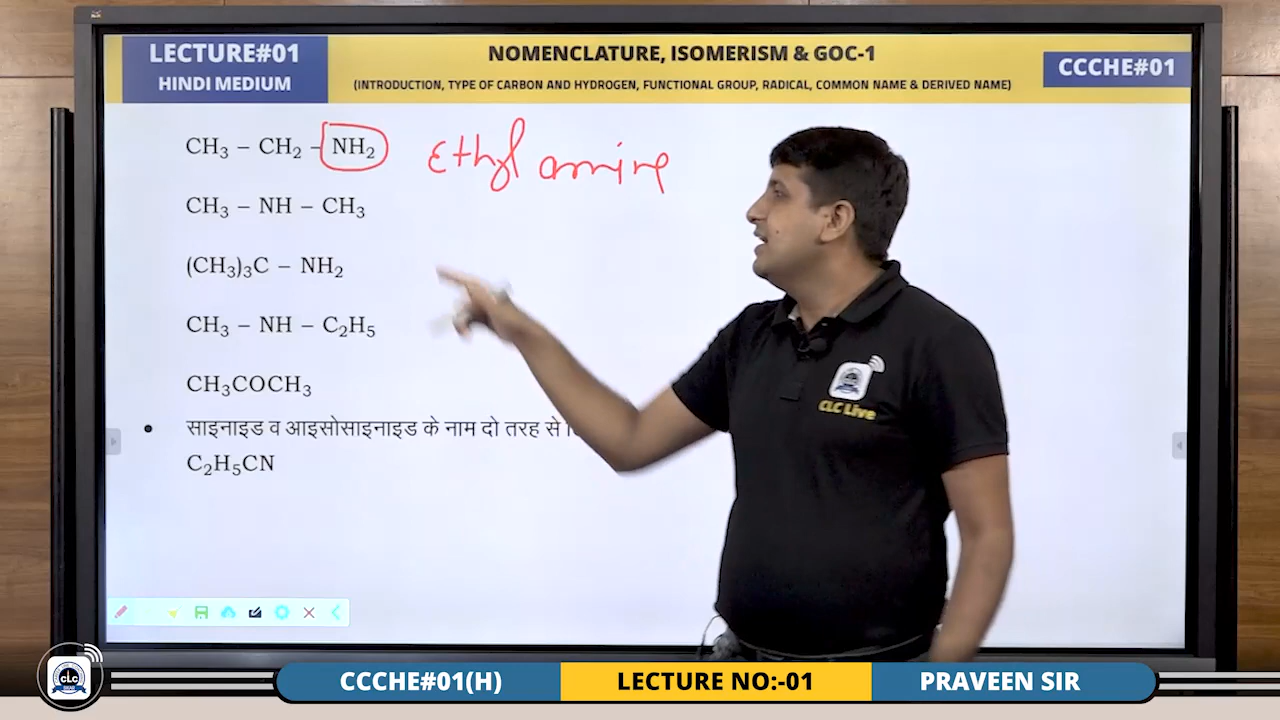 LECTURE#01
HINDI MEDIUM
NOMENCLATURE, ISOMERISM & GOC-1
(INTRODUCTION, TYPE OF CARBON AND HYDROGEN, FUNCTIONAL GROUP, RADICAL, COMMON NAME & DERIVED NAME)
CCCHE#01
CH₃ – CH₂ – NH₂ Ethyl amine
CH₃ – NH – CH₃
(CH₃)₃C – NH₂
CH₃ – NH – C₂H₅
CH₃COCH₃
• साइनाइड व आइसोसाइनाइड के नाम दो तरह से
C₂H₅CN
CLC Live
CLC
CCCHE#01(H)
LECTURE NO:-01
PRAVEEN SIR